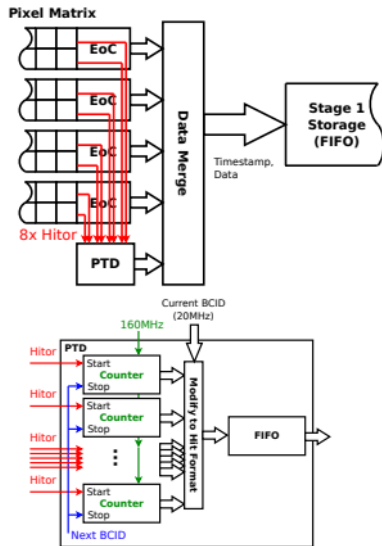 Pixel Matrix
EoC
EoC
EoC
EoC
Data Merge
Stage 1
Storage
(FIFO)
Timestamp,
Data
8x Hitor
PTD
Current BCID
(20MHz)
160MHz
PTD
Hitor
Start
Counter
Stop
Hitor
Start
Counter
Stop
Hitor
...
Hitor
Start
Counter
Stop
Next BCID
Modify to Hit Format
FIFO